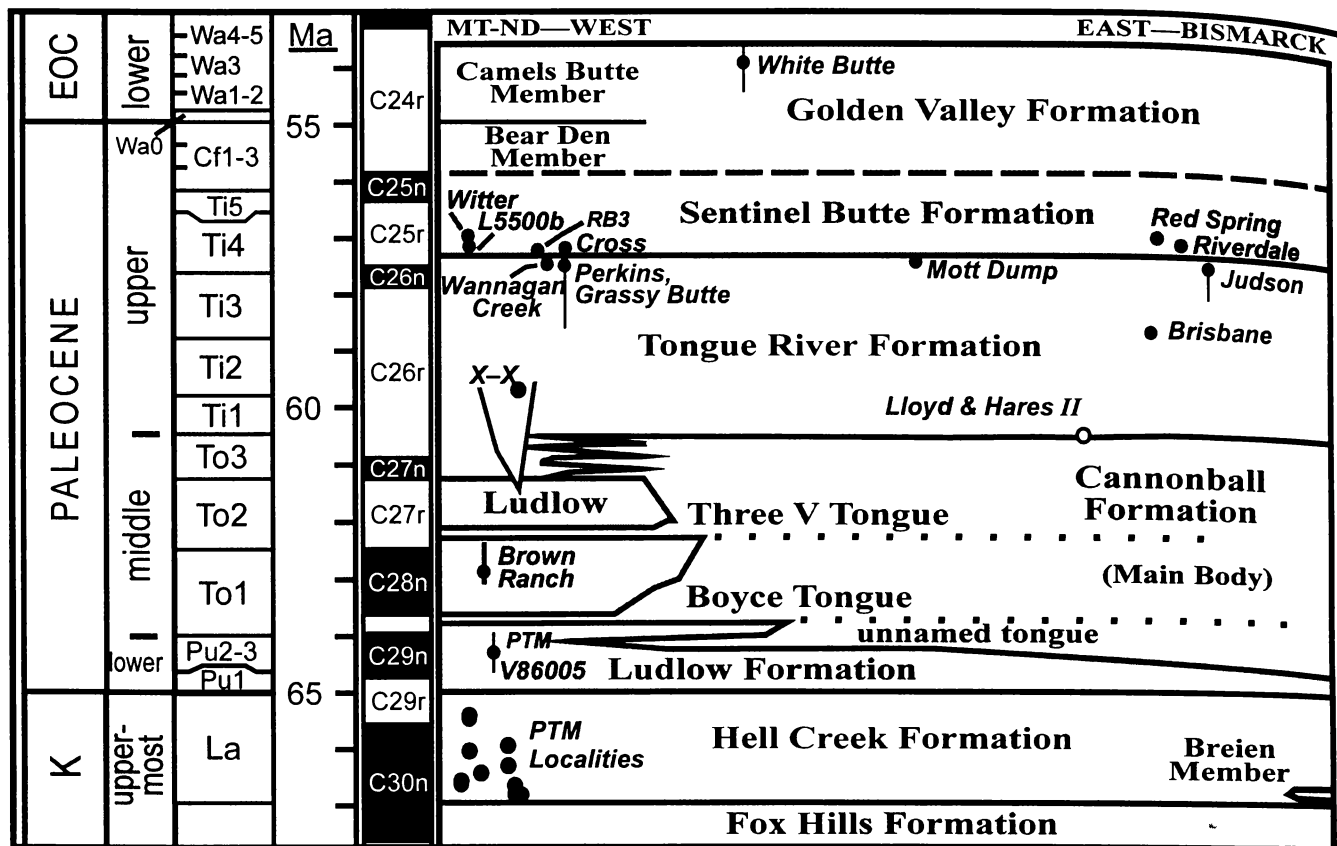 EOC
lower
Wa4-5
Wa3
Wa1-2
Wa0
Cf1-3
Ti5
Ti4
Ti3
Ti2
Ti1
To3
To2
To1
Pu2-3
Pu1
La
PALEOCENE
upper
middle
lower
K
upper-
most
Ma
55
60
65
C24r
C25n
C25r
C26n
C26r
C27n
C27r
C28n
C29n
C29r
C30n
MT-ND—WEST
EAST—BISMARCK
Camels Butte
Member
White Butte
Golden Valley Formation
Bear Den
Member
Witter
L5500b
RB3
Cross
Sentinel Butte Formation
Red Spring
Riverdale
Wannagan
Creek
Perkins,
Grassy Butte
Mott Dump
Judson
Tongue River Formation
Brisbane
X–X
Lloyd & Hares II
Cannonball
Formation
Ludlow
Three V Tongue
Brown
Ranch
(Main Body)
Boyce Tongue
unnamed tongue
PTM
V86005
Ludlow Formation
PTM
Localities
Hell Creek Formation
Breien
Member
Fox Hills Formation